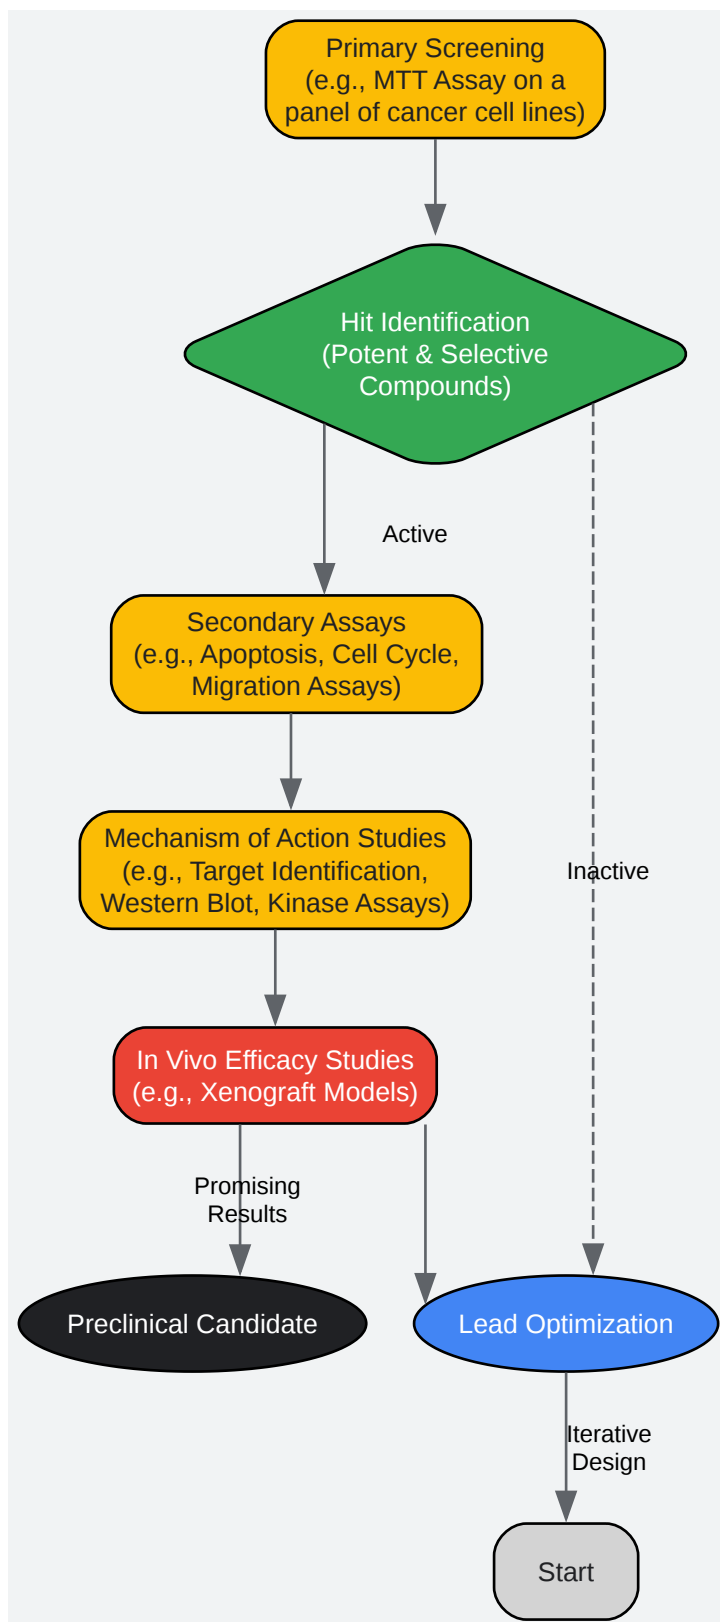 Primary Screening
(e.g., MTT Assay on a
panel of cancer cell lines)
Hit Identification
(Potent & Selective
Compounds)
Active
Secondary Assays
(e.g., Apoptosis, Cell Cycle,
Migration Assays)
Mechanism of Action Studies
(e.g., Target Identification,
Western Blot, Kinase Assays)
Inactive
In Vivo Efficacy Studies
(e.g., Xenograft Models)
Promising
Results
Preclinical Candidate
Lead Optimization
Iterative
Design
Start